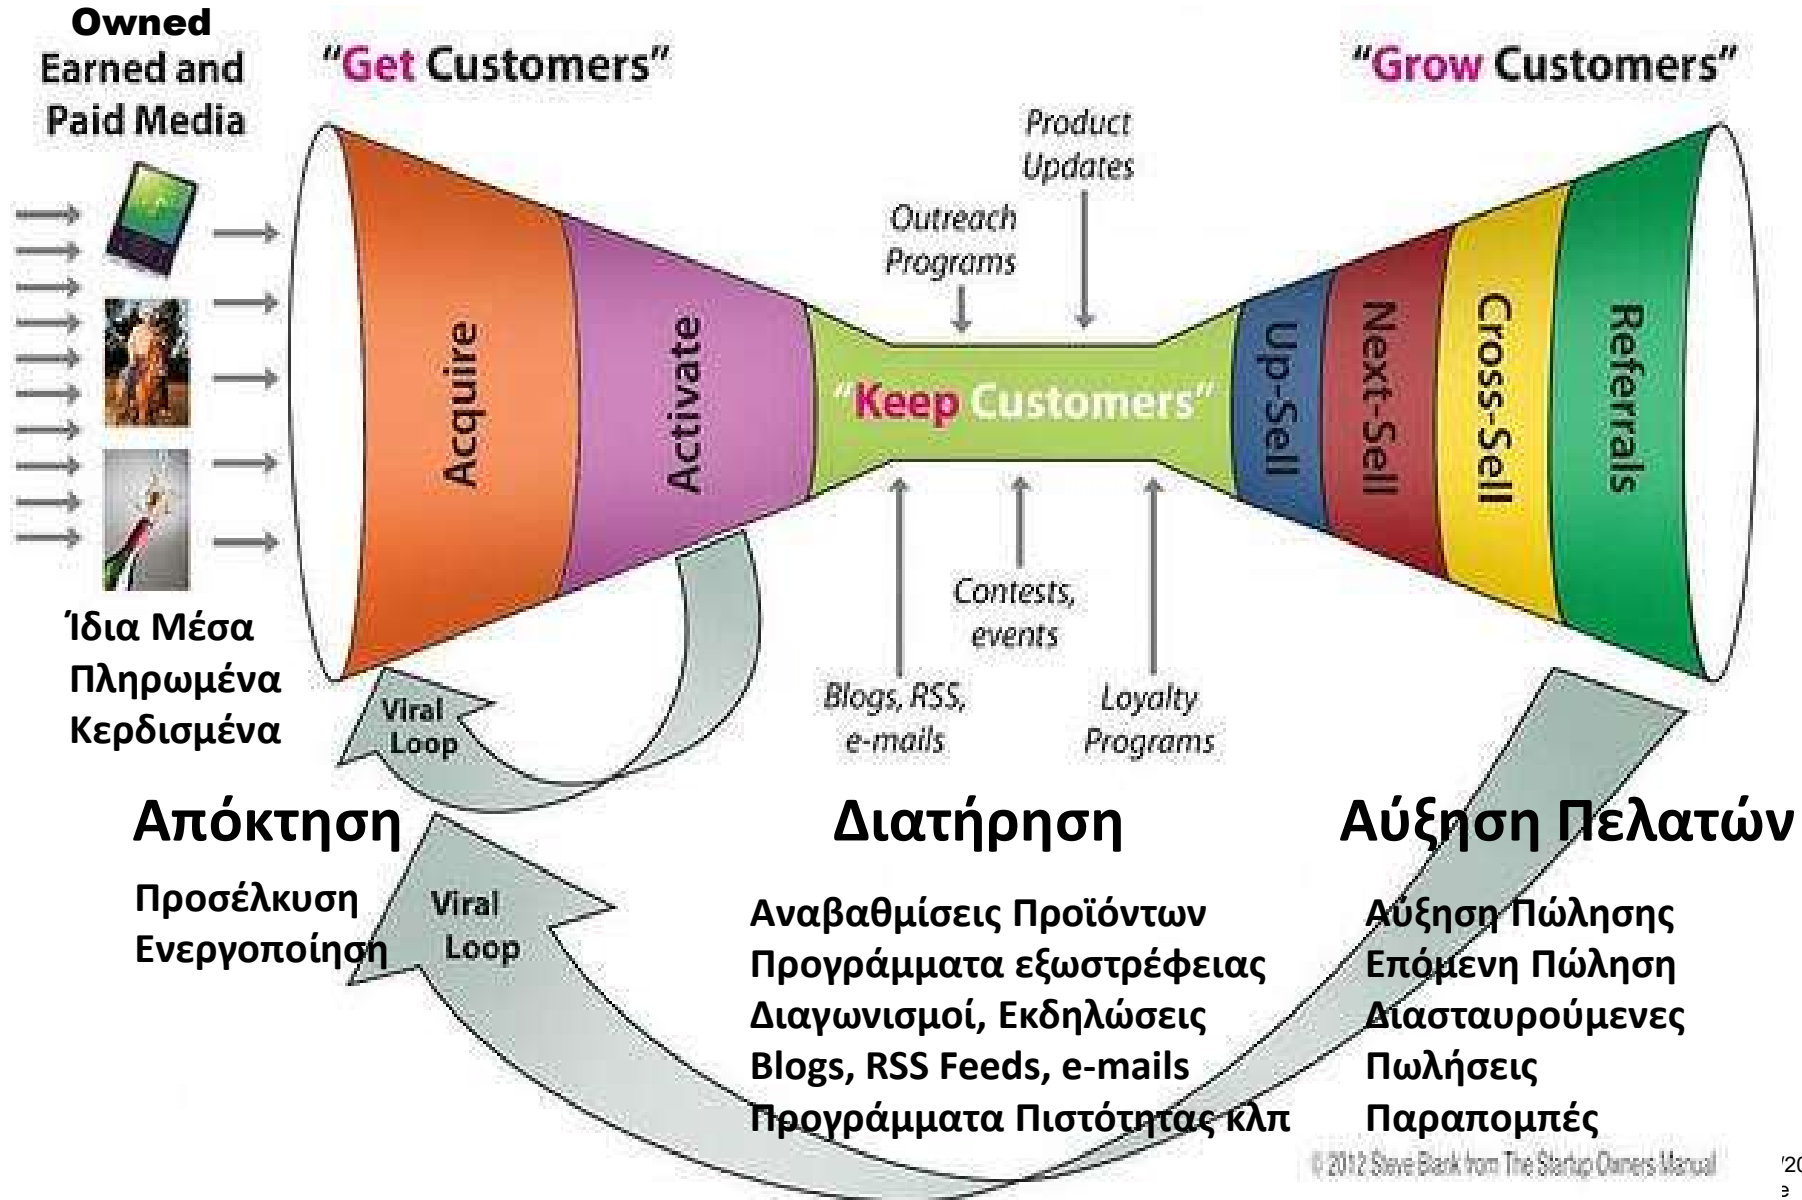 Owned
Earned and
Paid Media
“Get Customers”
“Grow Customers”
Product
Updates
Outreach
Programs
Acquire
Activate
“Keep Customers”
Up-Sell
Next-Sell
Cross-Sell
Referrals
Contests,
events
Blogs, RSS,
e-mails
Loyalty
Programs
Ίδια Μέσα
Πληρωμένα
Κερδισμένα
Viral
Loop
Απόκτηση
Διατήρηση
Αύξηση Πελατών
Προσέλκυση
Ενεργοποίηση
Viral
Loop
Αναβαθμίσεις Προϊόντων
Προγράμματα εξωστρέφειας
Διαγωνισμοί, Εκδηλώσεις
Blogs, RSS Feeds, e-mails
Προγράμματα Πιστότητας κλπ
Αύξηση Πώλησης
Επόμενη Πώληση
Διασταυρούμενες
Πωλήσεις
Παραπομπές
© 2012 Steve Blank from The Startup Owners Manual